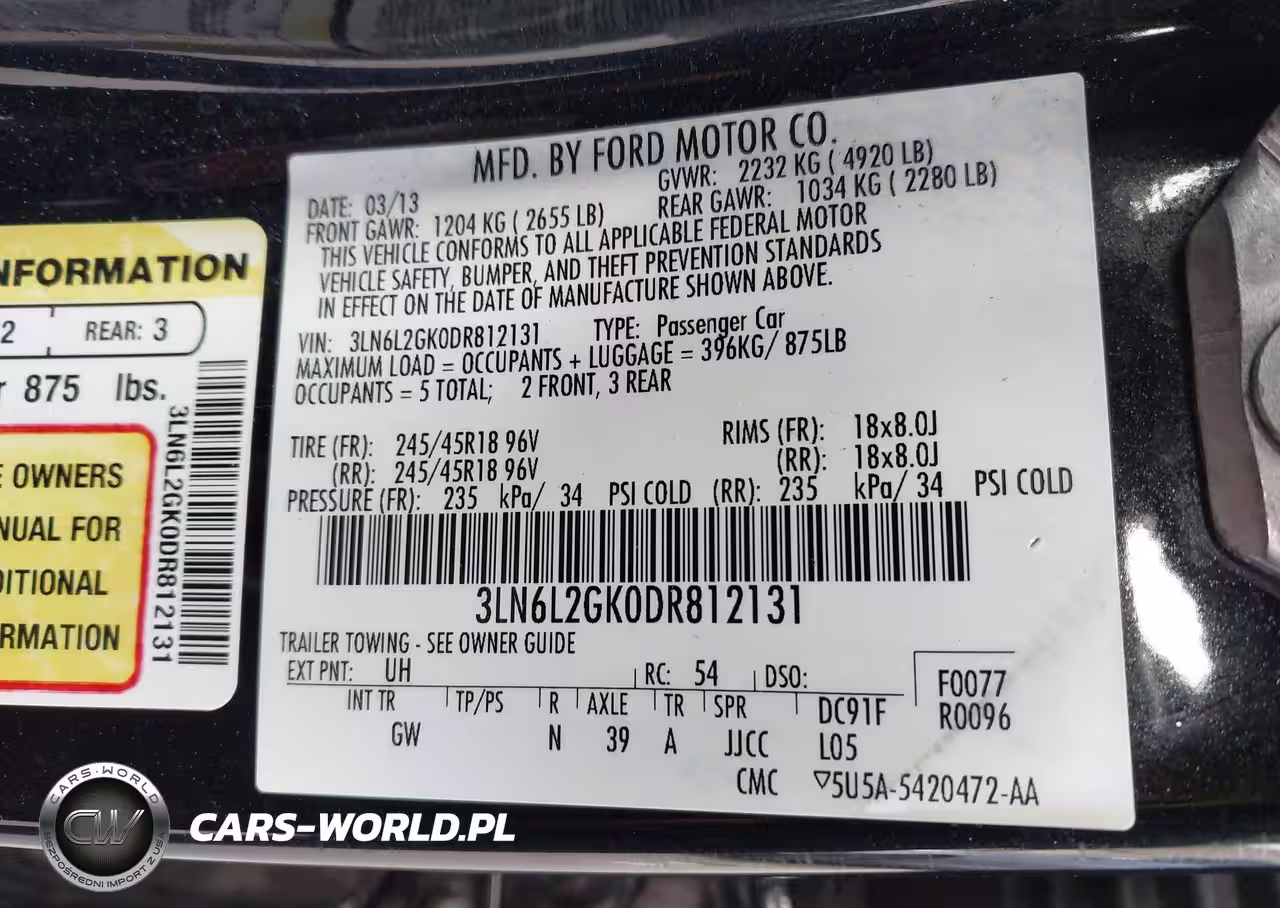 MFD. BY FORD MOTOR CO.
DATE: 03/13 GVWR: 2232 KG ( 4920 LB)
FRONT GAWR: 1204 KG ( 2655 LB) REAR GAWR: 1034 KG ( 2280 LB)
THIS VEHICLE CONFORMS TO ALL APPLICABLE FEDERAL MOTOR
VEHICLE SAFETY, BUMPER, AND THEFT PREVENTION STANDARDS
IN EFFECT ON THE DATE OF MANUFACTURE SHOWN ABOVE.
VIN: 3LN6L2GK0DR812131 TYPE: Passenger Car
MAXIMUM LOAD = OCCUPANTS + LUGGAGE = 396KG/ 875LB
OCCUPANTS = 5 TOTAL; 2 FRONT, 3 REAR
TIRE (FR): 245/45R18 96V RIMS (FR): 18x8.0J
(RR): 245/45R18 96V (RR): 18x8.0J
PRESSURE (FR): 235 kPa/ 34 PSI COLD (RR): 235 kPa/ 34 PSI COLD
3LN6L2GK0DR812131
TRAILER TOWING - SEE OWNER GUIDE
EXT PNT: UH RC: 54 DSO: F0077
INT TR TP/PS R AXLE TR SPR DC91F R0096
GW N 39 A JJCC L05
CMC ▽5U5A-5420472-AA
NFORMATION
2 REAR: 3
r 875 lbs.
3LN6L2GK0DR812131
E OWNERS
NUAL FOR
DITIONAL
RMATION
CARS-WORLD
CW
BEZPOŚREDNI IMPORT Z USA
CARS-WORLD.PL